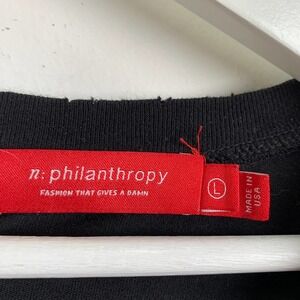 n:philanthropy
FASHION THAT GIVES A DAMN
L
MADE IN
USA